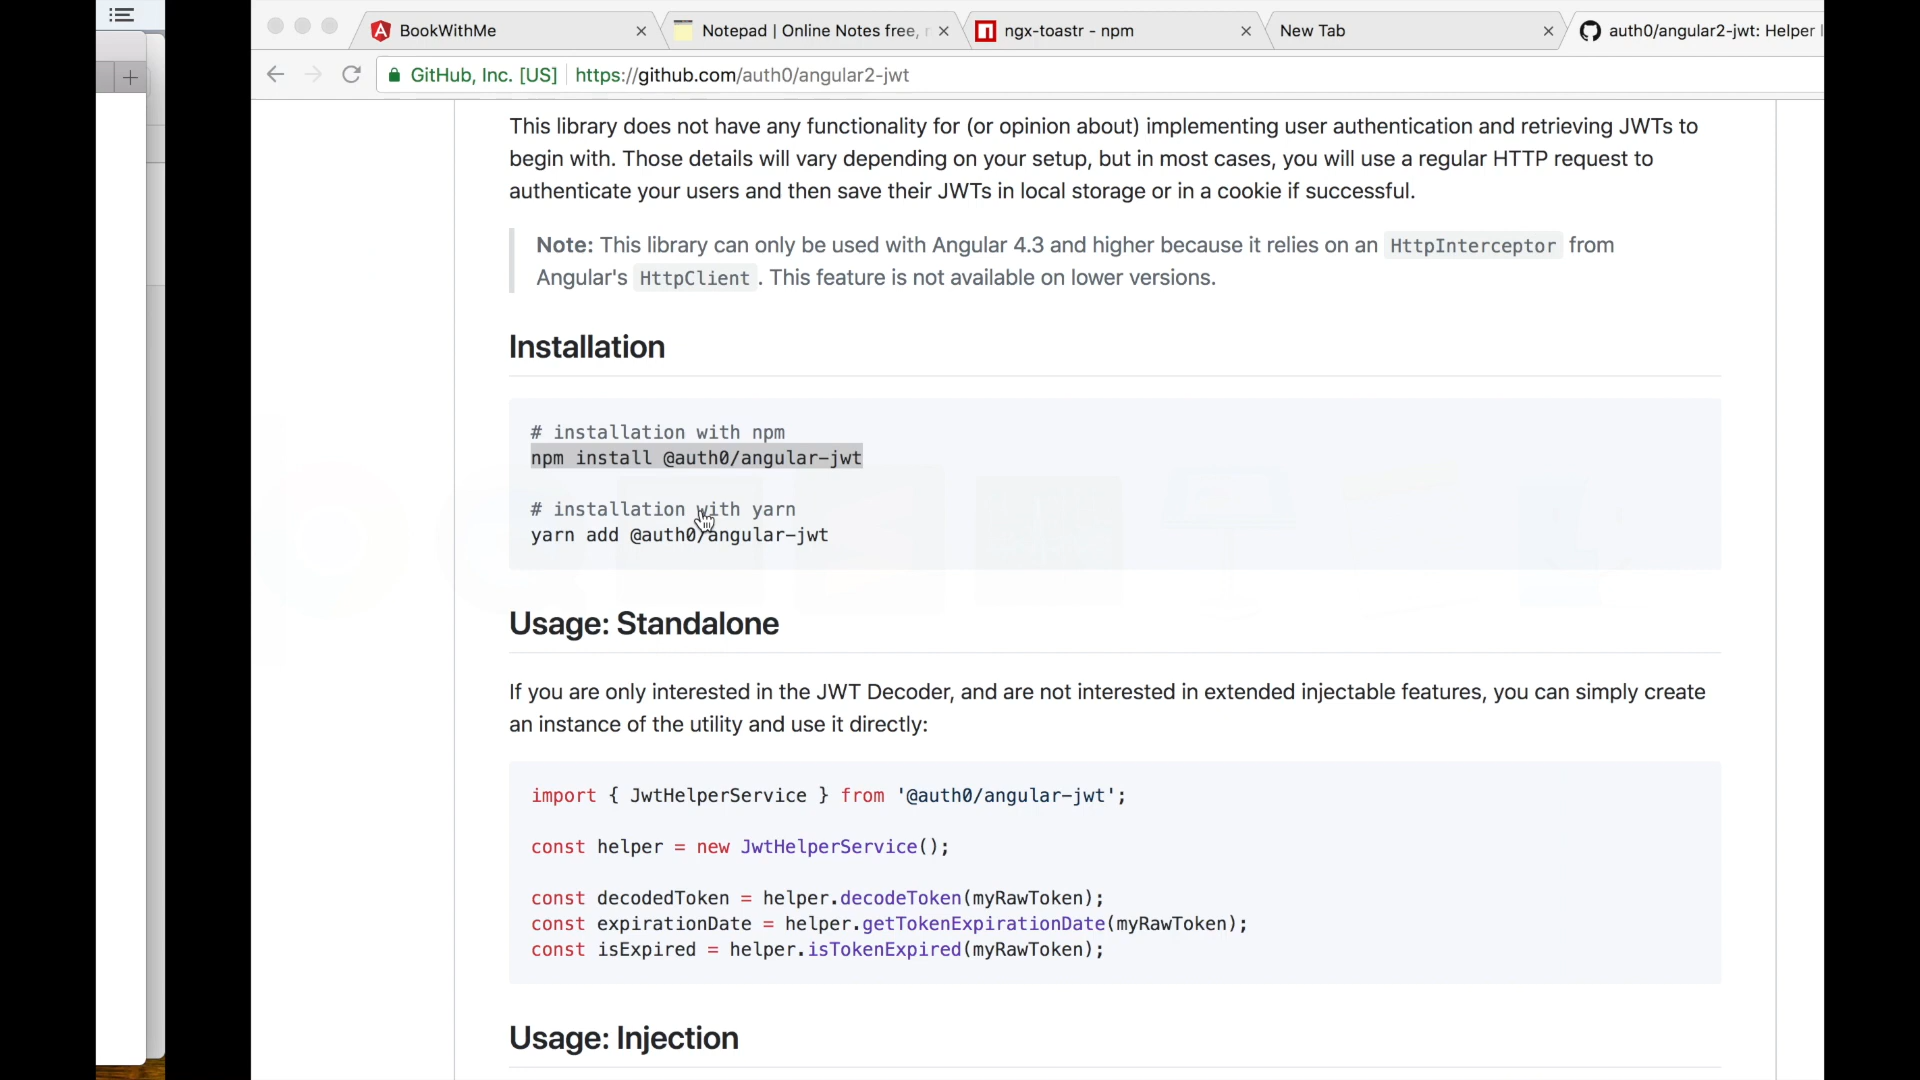 BookWithMe
Notepad | Online Notes free,
ngx-toastr - npm
New Tab
auth0/angular2-jwt: Helper
GitHub, Inc. [US] https://github.com/auth0/angular2-jwt
This library does not have any functionality for (or opinion about) implementing user authentication and retrieving JWTs to
begin with. Those details will vary depending on your setup, but in most cases, you will use a regular HTTP request to
authenticate your users and then save their JWTs in local storage or in a cookie if successful.
Note: This library can only be used with Angular 4.3 and higher because it relies on an HttpInterceptor from
Angular's HttpClient . This feature is not available on lower versions.
Installation
# installation with npm
npm install @auth0/angular-jwt
# installation with yarn
yarn add @auth0/angular-jwt
Usage: Standalone
If you are only interested in the JWT Decoder, and are not interested in extended injectable features, you can simply create
an instance of the utility and use it directly:
import { JwtHelperService } from '@auth0/angular-jwt';
const helper = new JwtHelperService();
const decodedToken = helper.decodeToken(myRawToken);
const expirationDate = helper.getTokenExpirationDate(myRawToken);
const isExpired = helper.isTokenExpired(myRawToken);
Usage: Injection